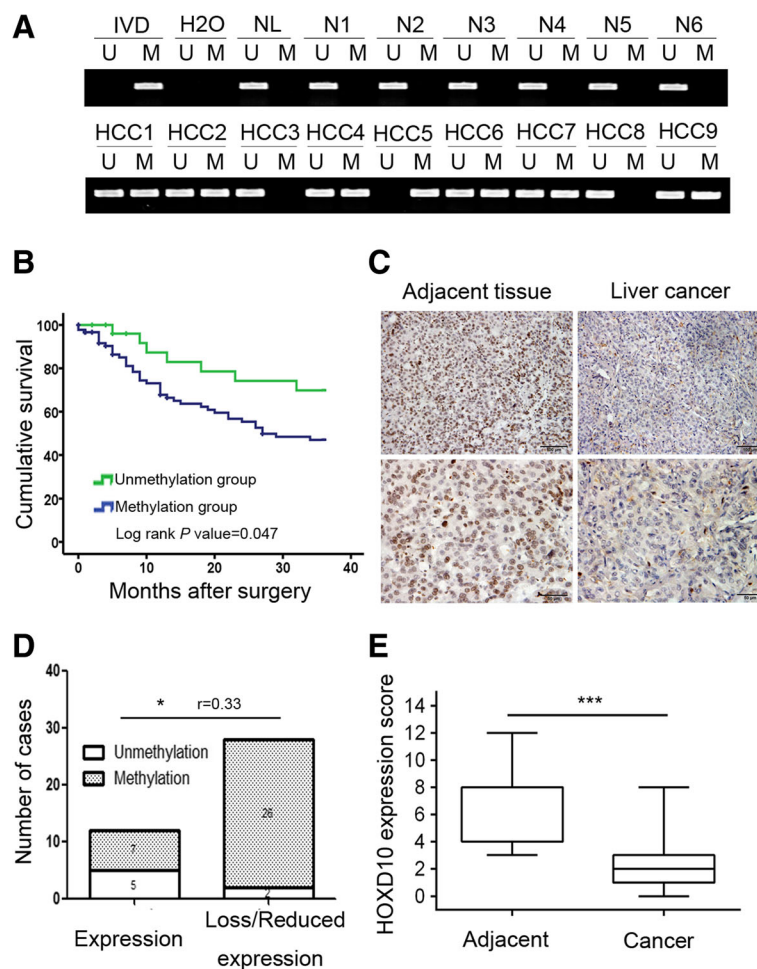 A
IVD H2O NL N1 N2 N3 N4 N5 N6
U M U M U M U M U M U M U M U M U M
HCC1 HCC2 HCC3 HCC4 HCC5 HCC6 HCC7 HCC8 HCC9
U M U M U M U M U M U M U M U M U M
B
Cumulative survival
100
80
60
40
60
20
0
Unmethylation group
Methylation group
Log rank P value=0.047
0 10 20 30 40
Months after surgery
C
Adjacent tissue Liver cancer
D
Number of cases
40
30
20
10
0
* r=0.33
Unmethylation
Methylation
7
5
26
2
Expression
Loss/Reduced
expression
E
HOXD10 expression score
14
12
10
8
6
4
2
0
***
Adjacent Cancer